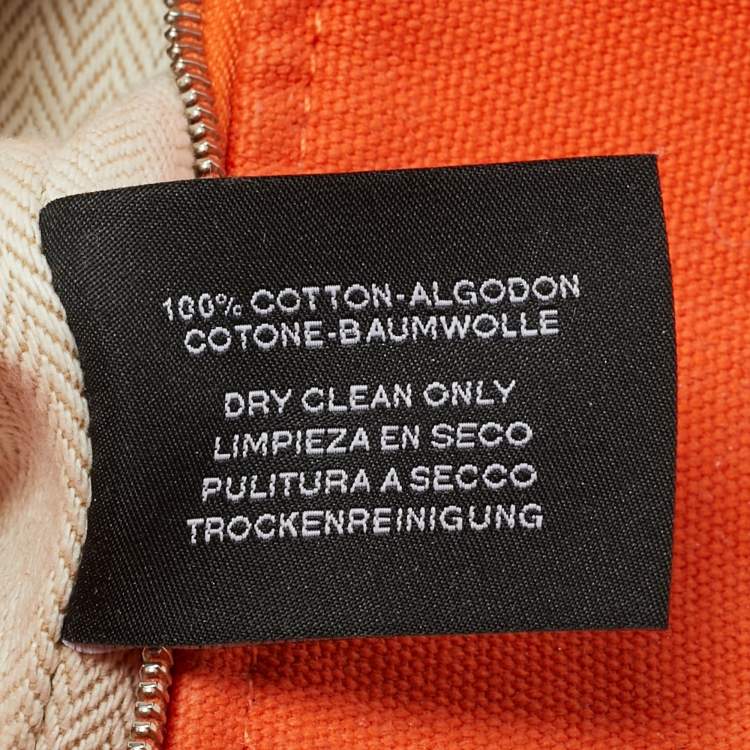 100% COTTON-ALGODON
COTONE-BAUMWOLLE
DRY CLEAN ONLY
LIMPIEZA EN SECO
PULITURA A SECCO
TROCKENREINIGUNG